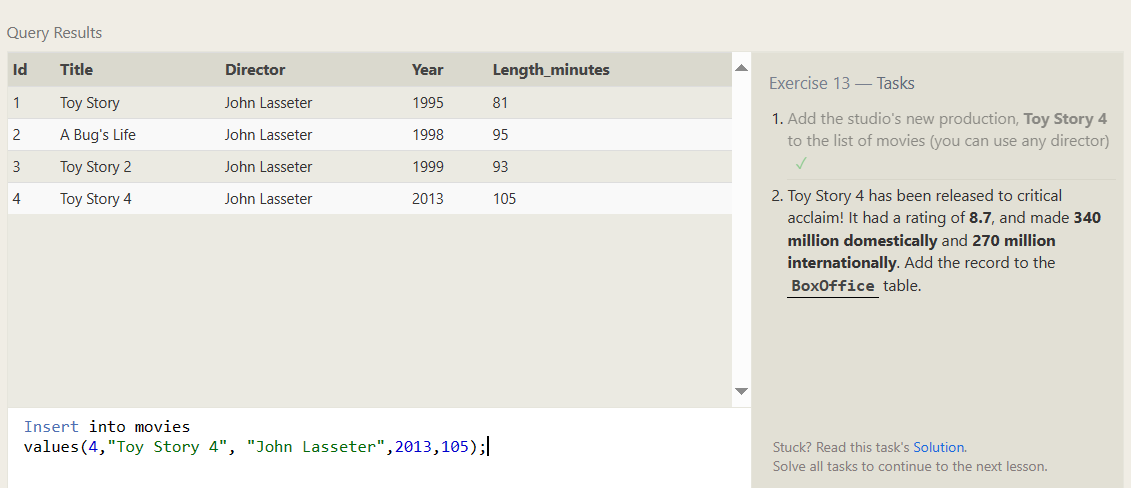 Query Results
Id Title Director Year Length_minutes
1 Toy Story John Lasseter 1995 81
2 A Bug's Life John Lasseter 1998 95
3 Toy Story 2 John Lasseter 1999 93
4 Toy Story 4 John Lasseter 2013 105
Insert into movies
values(4,"Toy Story 4", "John Lasseter",2013,105);
Exercise 13 — Tasks
1. Add the studio's new production, Toy Story 4
to the list of movies (you can use any director)
✓
2. Toy Story 4 has been released to critical
acclaim! It had a rating of 8.7, and made 340
million domestically and 270 million
internationally. Add the record to the
BoxOffice table.
Stuck? Read this task's Solution.
Solve all tasks to continue to the next lesson.